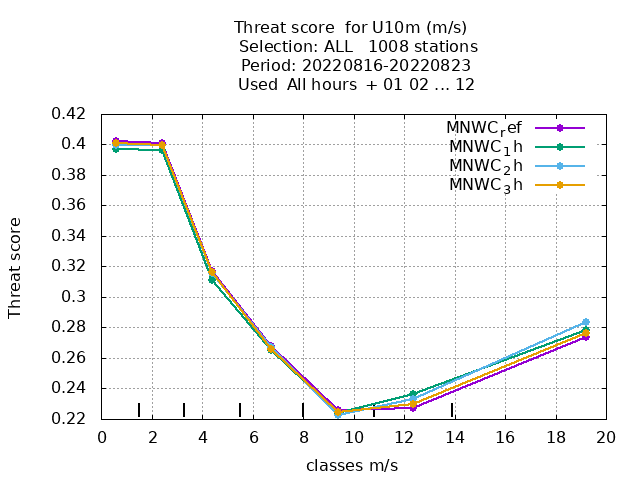 Threat score  for U10m (m/s)
Selection: ALL   1008 stations
Period: 20220816-20220823
Used  All hours  + 01 02 ... 12
0.42
0.4
0.38
0.36
0.34
0.32
0.3
0.28
0.26
0.24
0.22
Threat score
MNWC_ref
MNWC_1h
MNWC_2h
MNWC_3h
0 2 4 6 8 10 12 14 16 18 20
classes m/s